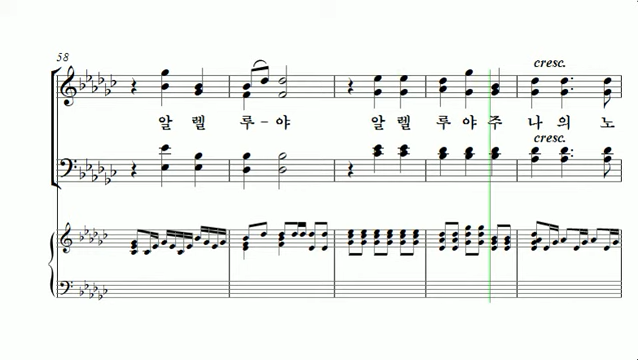 58
cresc.
알 렐 루 - 야 알 렐 루 야 주 나 의 노
cresc.